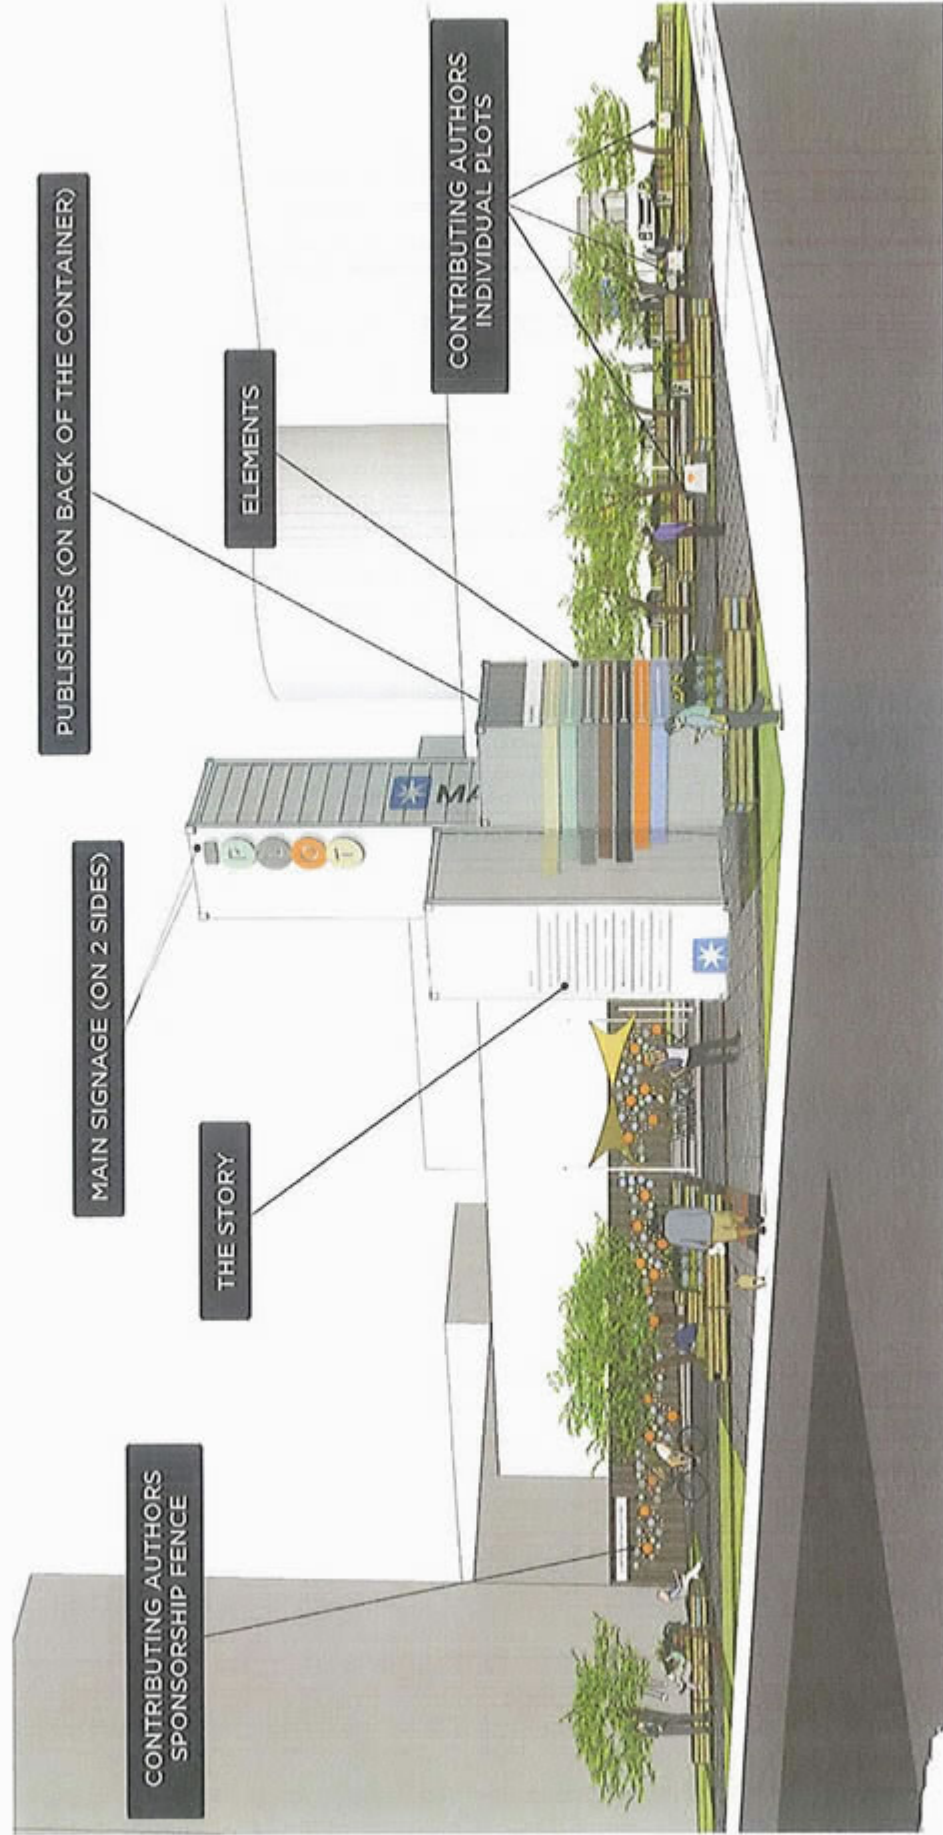 CONTRIBUTING AUTHORS
SPONSORSHIP FENCE
THE STORY
MAIN SIGNAGE (ON 2 SIDES)
PUBLISHERS (ON BACK OF THE CONTAINER)
ELEMENTS
CONTRIBUTING AUTHORS
INDIVIDUAL PLOTS
MA